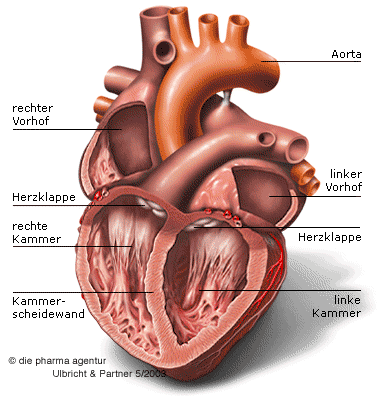 Aorta
rechter
Vorhof
linker
Vorhof
Herzklappe
rechte
Kammer
Herzklappe
Kammer-
scheidewand
linke
Kammer
© die pharma agentur
Ulbricht & Partner 5/2003